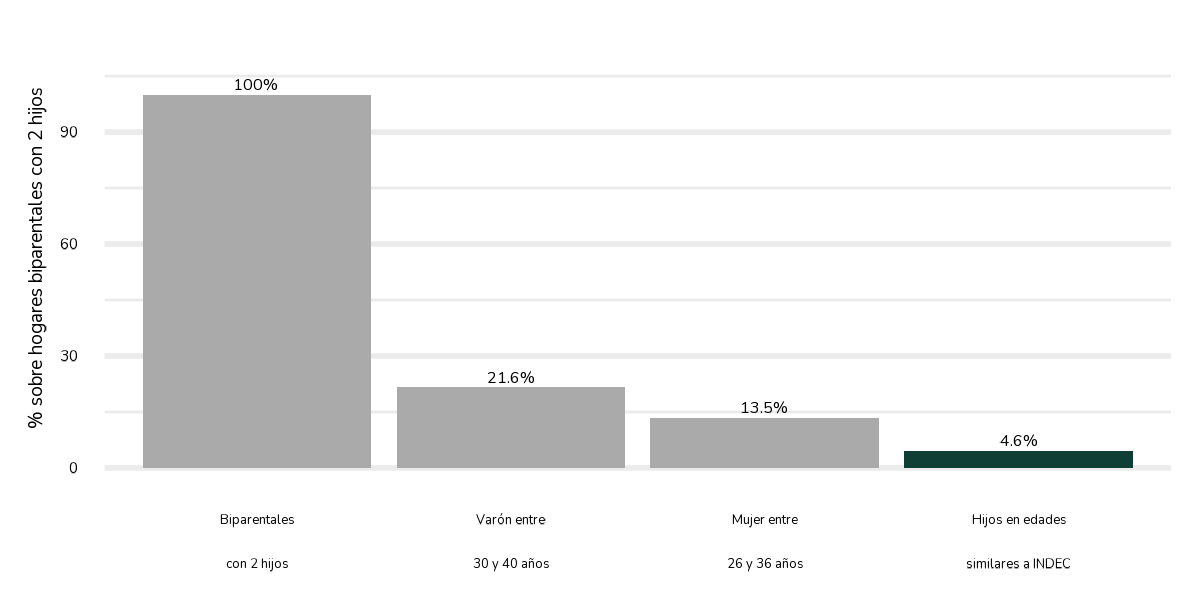 % sobre hogares biparentales con 2 hijos
90
60
30
0
100%
21.6%
13.5%
4.6%
Biparentales
con 2 hijos
Varón entre
30 y 40 años
Mujer entre
26 y 36 años
Hijos en edades
similares a INDEC